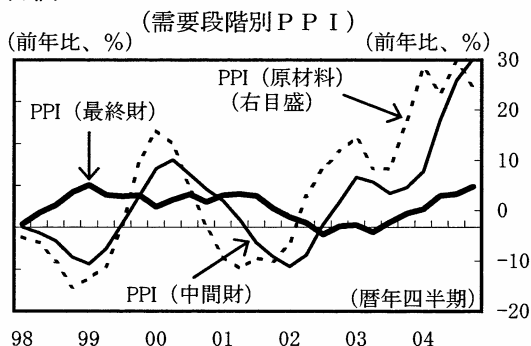 (需要段階別ＰＰＩ)
(前年比、%)
(前年比、%)
30
PPI (原材料)
(右目盛)
PPI (最終財)
20
10
0
-10
PPI (中間財)
(暦年四半期)
-20
98 99 00 01 02 03 04